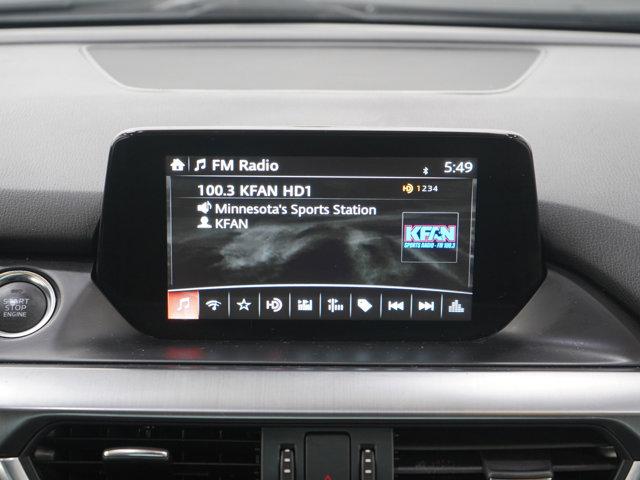 FM Radio 5:49
100.3 KFAN HD1 1234
Minnesota's Sports Station
KFAN
KFAN
SPORTS RADIO - FM 100.3
START
STOP
ENGINE